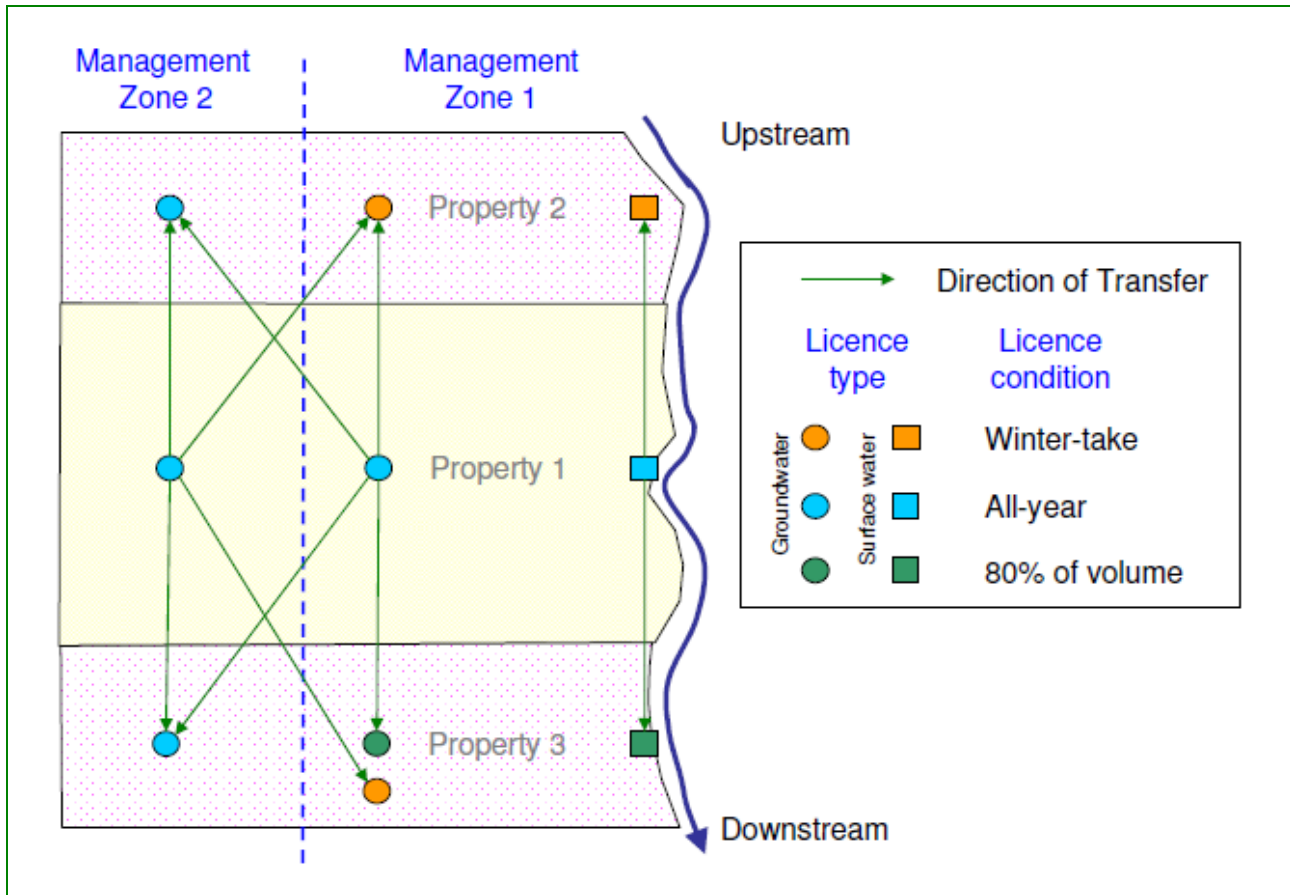 Management
Zone 2
Management
Zone 1
Upstream
Property 2
Direction of Transfer
Licence
type
Licence
condition
Property 1
Groundwater
Surface water
Winter-take
All-year
80% of volume
Property 3
Downstream